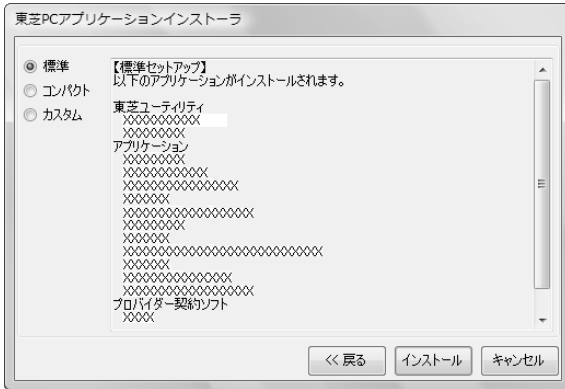 東芝PCアプリケーションインストーラ
標準
コンパクト
カスタム
【標準セットアップ】
以下のアプリケーションがインストールされます。
東芝ユーティリティ
XXXXXXXXXX
XXXXXXXX
アプリケーション
XXXXXXXX
XXXXXXXXXXX
XXXXXXXXXXXXXXX
XXXXXX
XXXXXXXXXXXXXXXXX
XXXXXXXX
XXXXXX
XXXXXXXXXXXXXXXXXXXXXXXXXX
XXXXXX
XXXXXXXXXXXXXX
XXXXXXXXXXXXXXXXX
プロバイダー契約ソフト
XXXX
<< 戻る
インストール
キャンセル